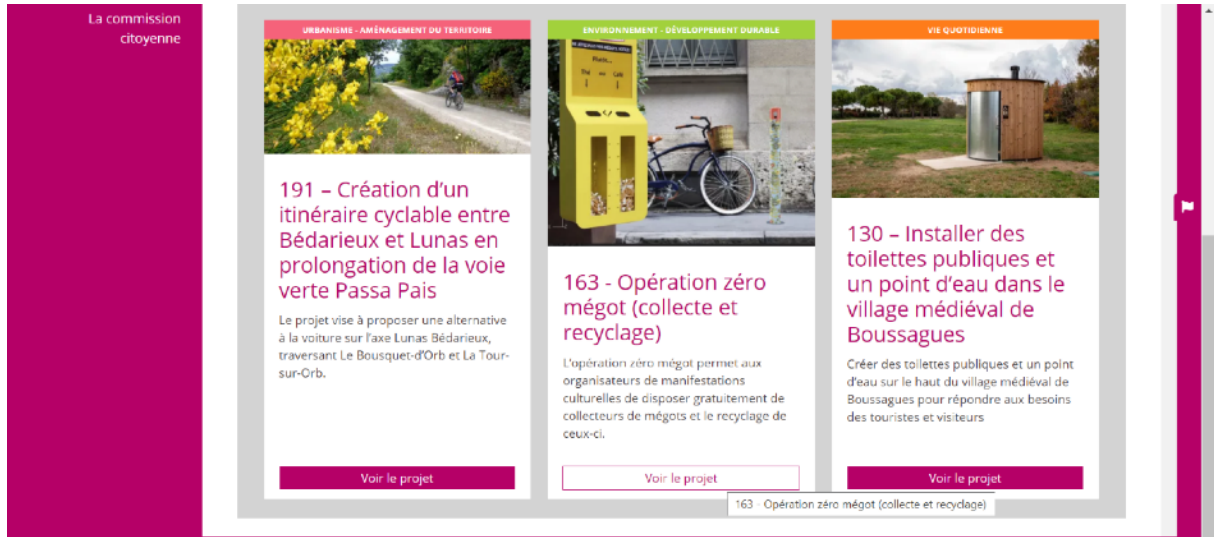 La commission
citoyenne
URBANISME - AMÉNAGEMENT DU TERRITOIRE
191 – Création d'un
itinéraire cyclable entre
Bédarieux et Lunas en
prolongation de la voie
verte Passa Pais
Le projet vise à proposer une alternative
à la voiture sur l'axe Lunas Bédarieux,
traversant Le Bousquet-d'Orb et La Tour-
sur-Orb.
Voir le projet
ENVIRONNEMENT - DÉVELOPPEMENT DURABLE
Thé ou Café
163 - Opération zéro
mégot (collecte et
recyclage)
L'opération zéro mégot permet aux
organisateurs de manifestations
culturelles de disposer gratuitement de
collecteurs de mégots et le recyclage de
ceux-ci.
Voir le projet
163 - Opération zéro mégot (collecte et recyclage)
VIE QUOTIDIENNE
130 – Installer des
toilettes publiques et
un point d'eau dans le
village médiéval de
Boussagues
Créer des toilettes publiques et un point
d'eau sur le haut du village médiéval de
Boussagues pour répondre aux besoins
des touristes et visiteurs
Voir le projet